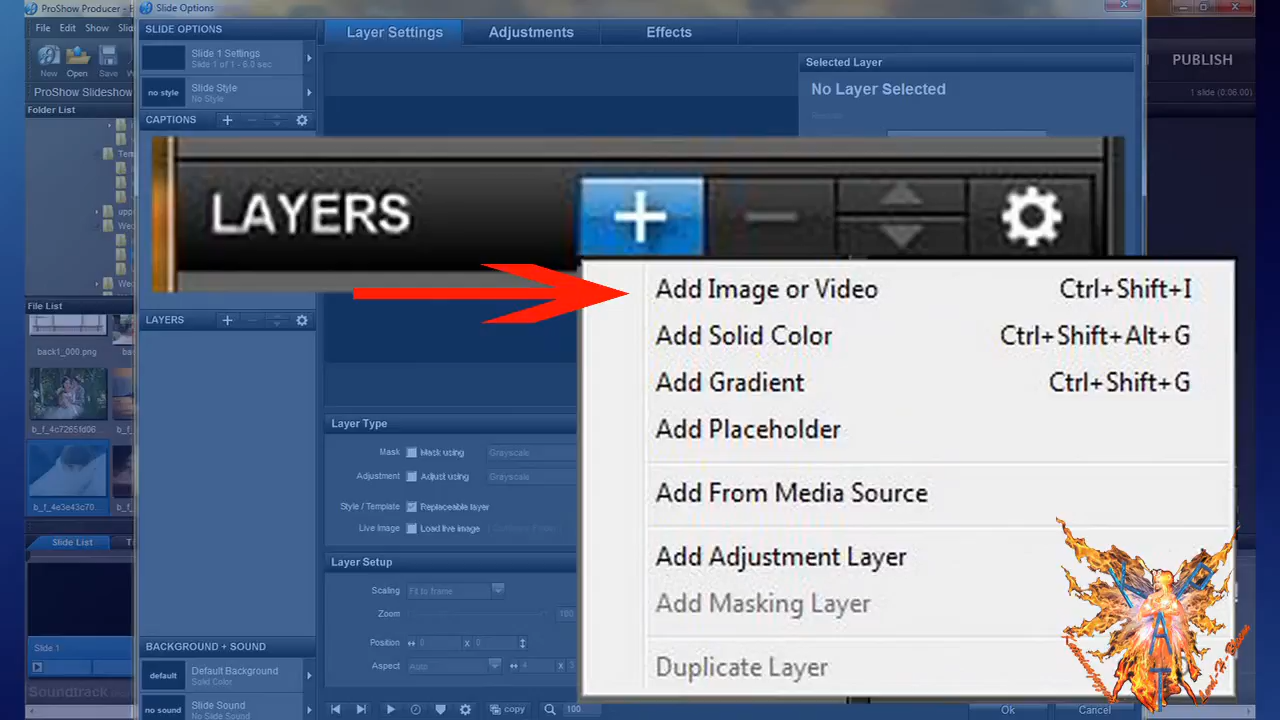 ProShow Producer -
Slide Options
File Edit Show
SLIDE OPTIONS
Layer Settings
Adjustments
Effects
New Open Save
Slide 1 Settings
Slide 1 of 1 - 6.0 sec
Selected Layer
PUBLISH
no style
Slide Style
No Style
No Layer Selected
ProShow Slideshow
1 slide (0:06.00)
Folder List
CAPTIONS
LAYERS
Add Image or Video Ctrl+Shift+I
Add Solid Color Ctrl+Shift+Alt+G
Add Gradient Ctrl+Shift+G
Add Placeholder
Add From Media Source
Add Adjustment Layer
Add Masking Layer
Duplicate Layer
File List
LAYERS
back1_000.png
b_f_4c7265fd06...
b_f_4e3e43c70...
Layer Type
Mask Mask using Grayscale
Adjustment Adjust using Grayscale
Style / Template Replaceable layer
Live Image Load live image
Layer Setup
Scaling Fit to frame
Zoom 100
Position 0 x 0
Aspect Auto 4 x 3
Slide List
Slide 1
Soundtrack
BACKGROUND + SOUND
default
Default Background
Solid Color
no sound
Slide Sound
No Slide Sound
copy
100
Ok
Cancel